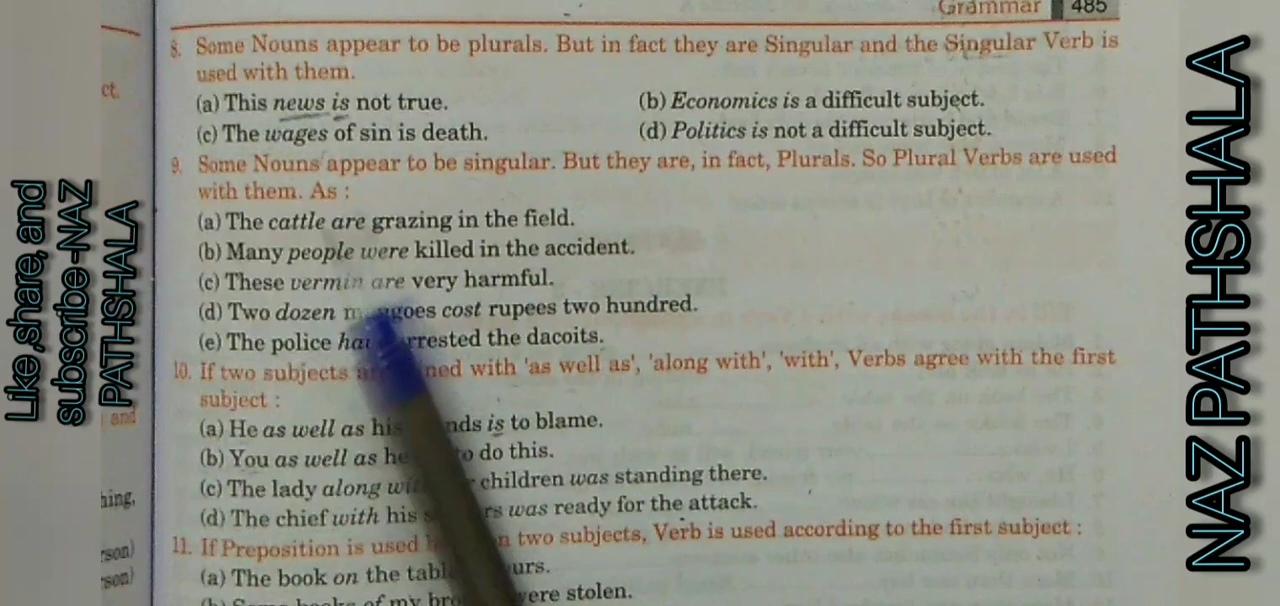 Grammar 485
8. Some Nouns appear to be plurals. But in fact they are Singular and the Singular Verb is
used with them.
(a) This news is not true. (b) Economics is a difficult subject.
(c) The wages of sin is death. (d) Politics is not a difficult subject.
9. Some Nouns appear to be singular. But they are, in fact, Plurals. So Plural Verbs are used
with them. As :
(a) The cattle are grazing in the field.
(b) Many people were killed in the accident.
(c) These vermin are very harmful.
(d) Two dozen cost rupees two hundred.
(e) The police the dacoits.
10. If two subjects with 'as well as', 'along with', 'with', Verbs agree with the first
subject :
(a) He as well as his is to blame.
(b) You as well as he do this.
(c) The lady along children was standing there.
(d) The chief with his was ready for the attack.
11. If Preposition is used two subjects, Verb is used according to the first subject :
(a) The book on the
of my were stolen.
ct.
and
hing,
rson)
rson)
Like ,share, and
subscribe -NAZ
PATHSHALA
NAZ PATHSHALA